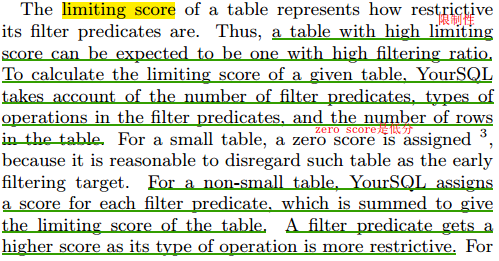 The limiting score of a table represents how restrictive
its filter predicates are. Thus, a table with high limiting
限制性
score can be expected to be one with high filtering ratio.
To calculate the limiting score of a given table, YourSQL
takes account of the number of filter predicates, types of
operations in the filter predicates, and the number of rows
zero score是低分
in the table. For a small table, a zero score is assigned 3,
because it is reasonable to disregard such table as the early
filtering target. For a non-small table, YourSQL assigns
a score for each filter predicate, which is summed to give
the limiting score of the table. A filter predicate gets a
higher score as its type of operation is more restrictive. For